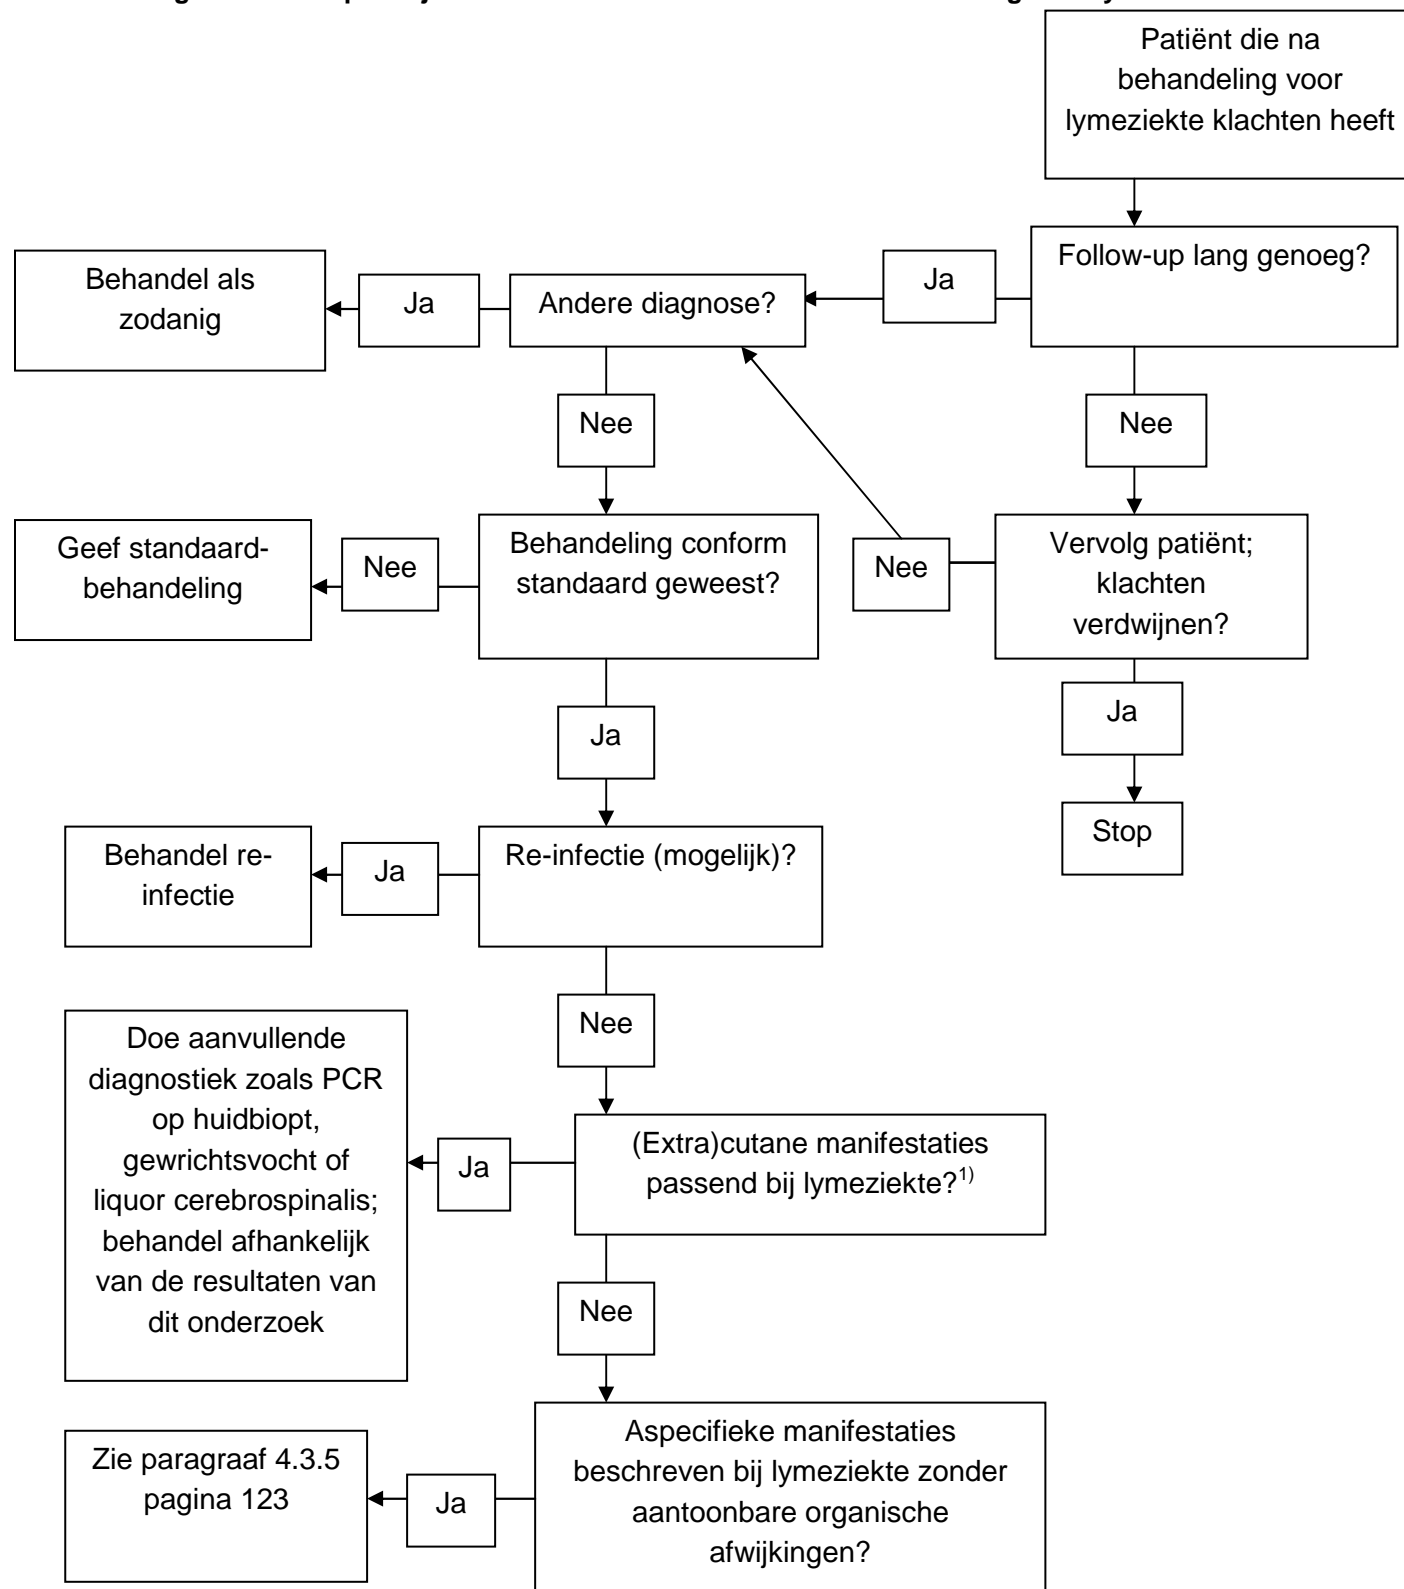 Patiënt die na
behandeling voor
lymeziekte klachten heeft
Follow-up lang genoeg?
Ja
Andere diagnose?
Ja
Behandel als
zodanig
Nee
Nee
Vervolg patiënt;
klachten
verdwijnen?
Nee
Behandeling conform
standaard geweest?
Nee
Geef standaard-
behandeling
Ja
Ja
Stop
Re-infectie (mogelijk)?
Ja
Behandel re-
infectie
Nee
(Extra)cutane manifestaties
passend bij lymeziekte?1)
Ja
Doe aanvullende
diagnostiek zoals PCR
op huidbiopt,
gewrichtsvocht of
liquor cerebrospinalis;
behandel afhankelijk
van de resultaten van
dit onderzoek
Nee
Aspecifieke manifestaties
beschreven bij lymeziekte zonder
aantoonbare organische
afwijkingen?
Ja
Zie paragraaf 4.3.5
pagina 123